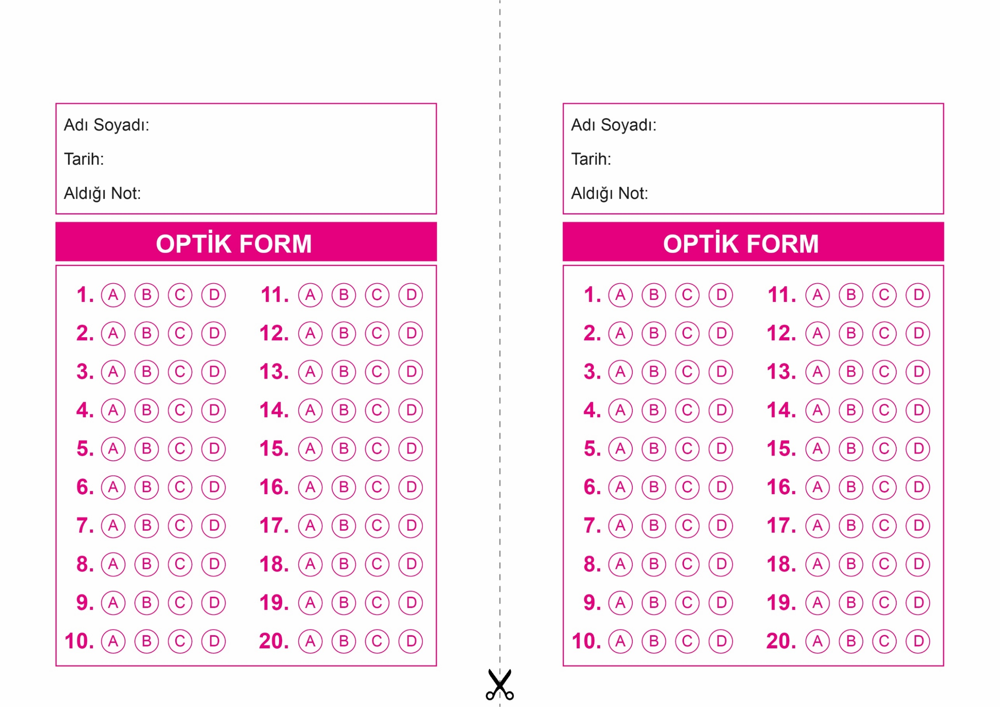 Adı Soyadı:
Tarih:
Aldığı Not:
OPTİK FORM
1. A B C D 11. A B C D
2. A B C D 12. A B C D
3. A B C D 13. A B C D
4. A B C D 14. A B C D
5. A B C D 15. A B C D
6. A B C D 16. A B C D
7. A B C D 17. A B C D
8. A B C D 18. A B C D
9. A B C D 19. A B C D
10. A B C D 20. A B C D
Adı Soyadı:
Tarih:
Aldığı Not:
OPTİK FORM
1. A B C D 11. A B C D
2. A B C D 12. A B C D
3. A B C D 13. A B C D
4. A B C D 14. A B C D
5. A B C D 15. A B C D
6. A B C D 16. A B C D
7. A B C D 17. A B C D
8. A B C D 18. A B C D
9. A B C D 19. A B C D
10. A B C D 20. A B C D